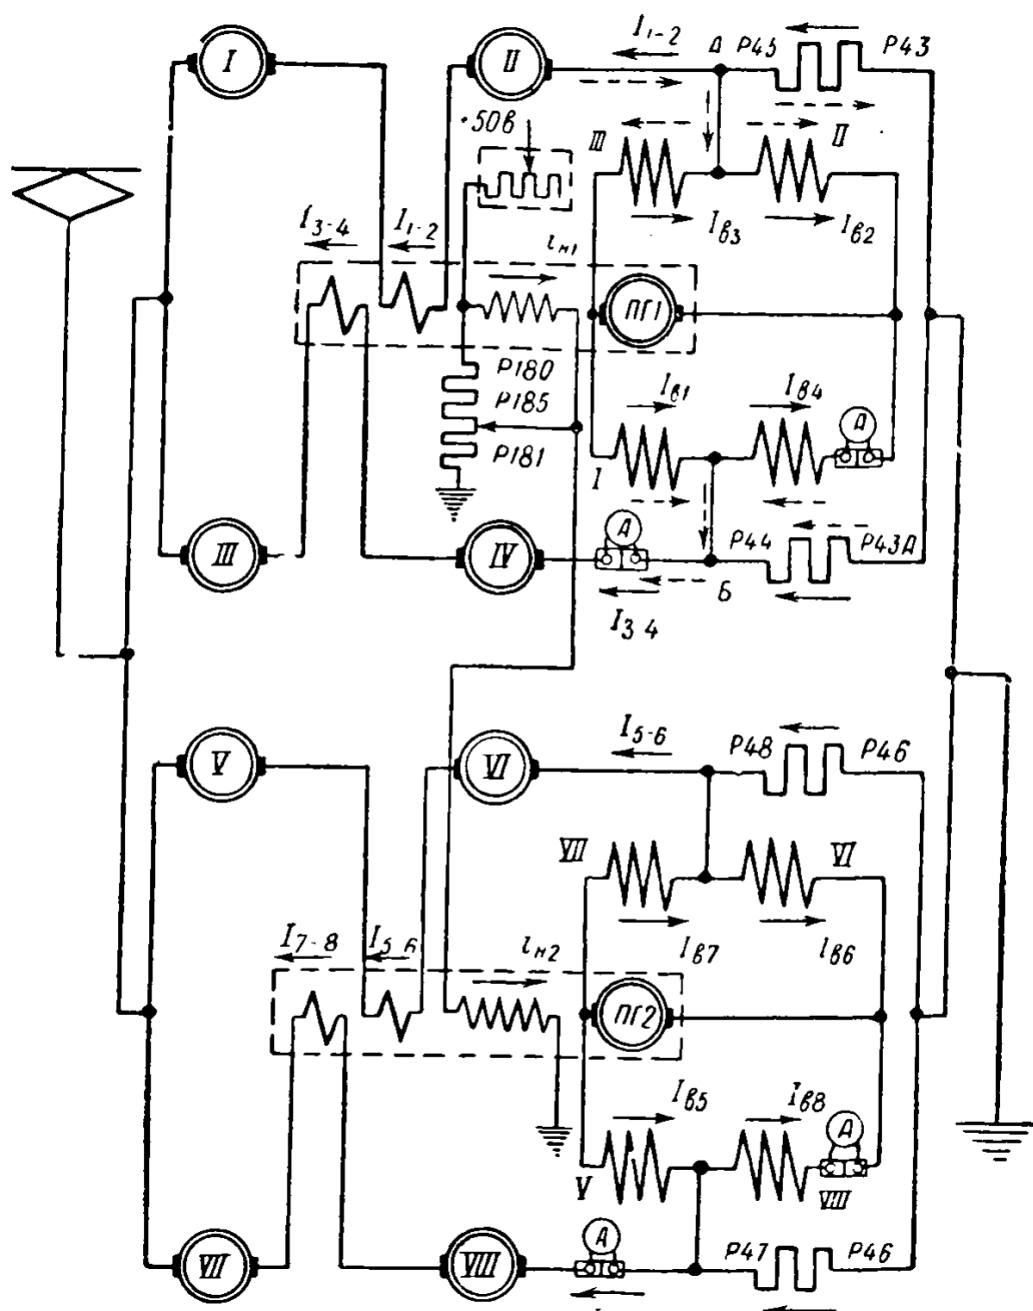 I
II
I₁₋₂
А
Р45
Р43
+50в
III
II
I₃₋₄
I₁₋₂
Iв3
Iв2
iн1
ПГ1
Р180
Р185
Р181
Iв1
Iв4
А
I
III
IV
А
Р44
Р43А
Б
I₃₋₄
V
VI
I₅₋₆
Р48
Р46
VII
VI
I₇₋₈
I₅₋₆
iн2
Iв7
Iв6
ПГ2
Iв5
Iв8
А
V
VIII
VII
VIII
А
Р47
Р46